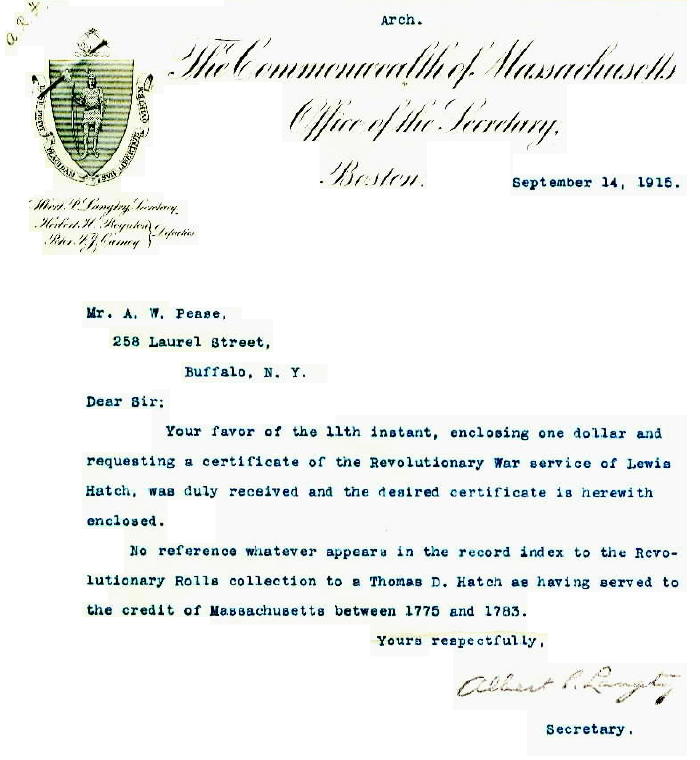 Arch.
The Commonwealth of Massachusetts
Office of the Secretary,
Boston.
September 14, 1915.
Albert P. Langtry, Secretary.
Herbert H. Boynton
Peter F. J. Carney
Deputies
Mr. A. W. Pease,
258 Laurel Street,
Buffalo, N. Y.
Dear Sir:
Your favor of the 11th instant, enclosing one dollar and
requesting a certificate of the Revolutionary War service of Lewis
Hatch, was duly received and the desired certificate is herewith
enclosed.
No reference whatever appears in the record index to the Revo-
lutionary Rolls collection to a Thomas D. Hatch as having served to
the credit of Massachusetts between 1775 and 1783.
Yours respectfully,
Albert P. Langtry
Secretary.